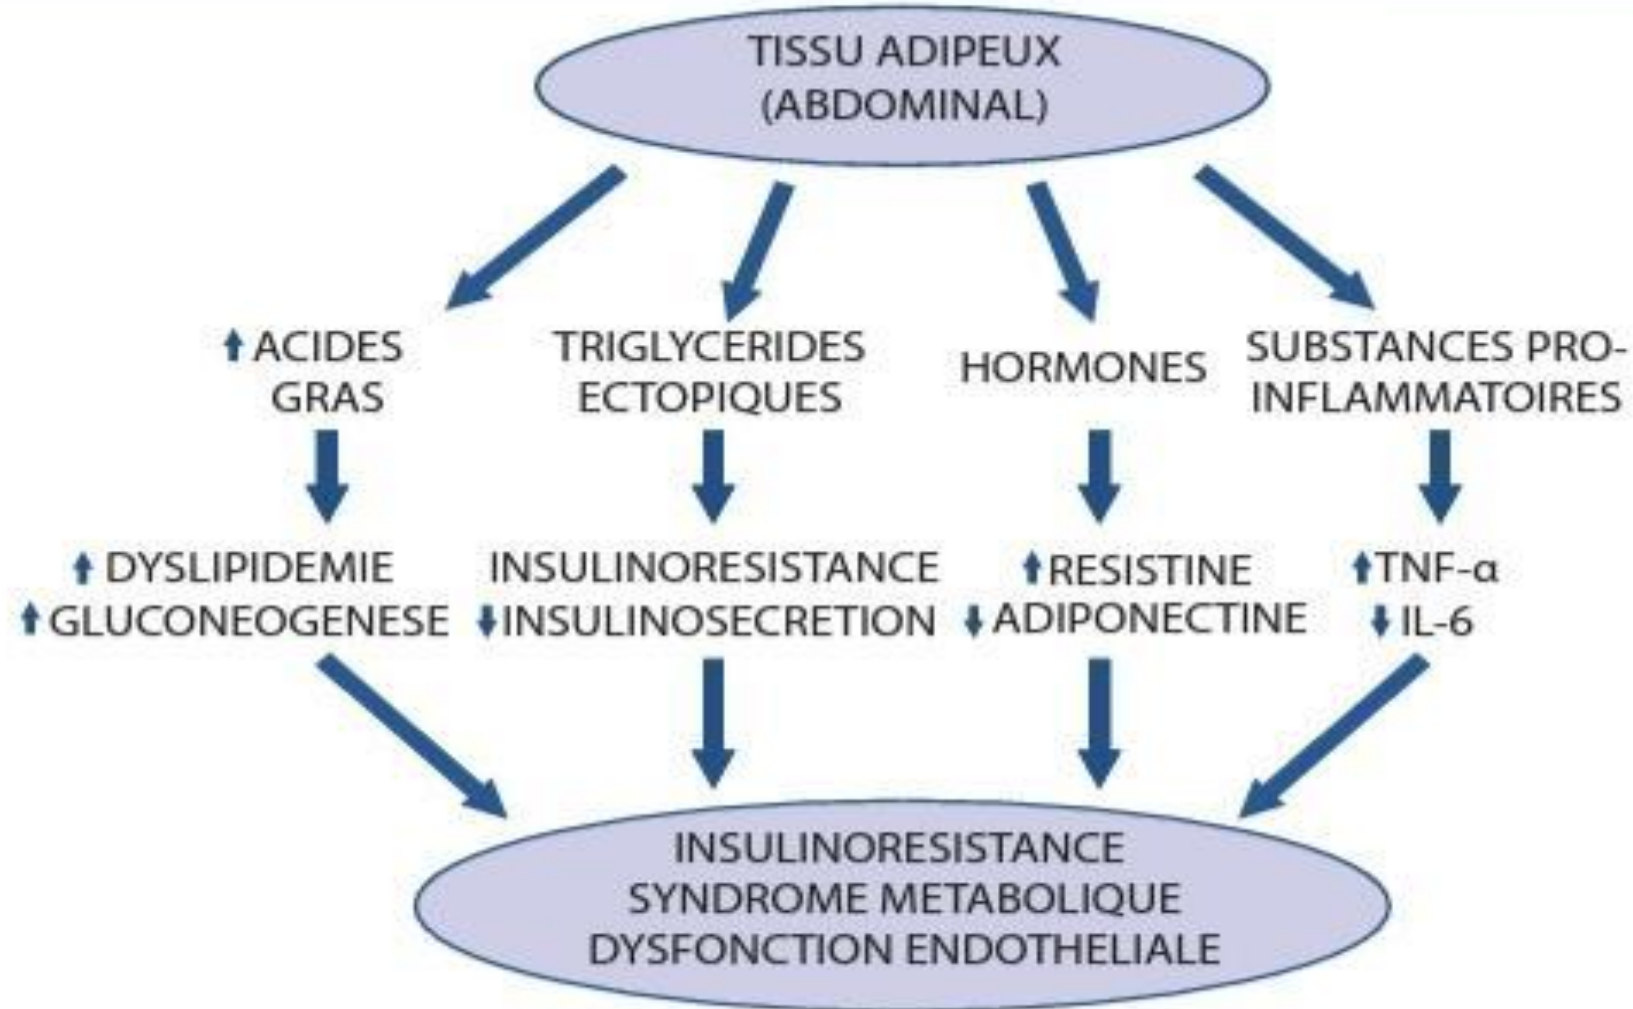 TISSU ADIPEUX
(ABDOMINAL)
ACIDES
GRAS
TRIGLYCERIDES
ECTOPIQUES
HORMONES
SUBSTANCES PRO-
INFLAMMATOIRES
DYSLIPIDEMIE
GLUCONEOGENESE
INSULINORESISTANCE
INSULINOSECRETION
RESISTINE
ADIPONECTINE
TNF-α
IL-6
INSULINORESISTANCE
SYNDROME METABOLIQUE
DYSFONCTION ENDOTHELIALE